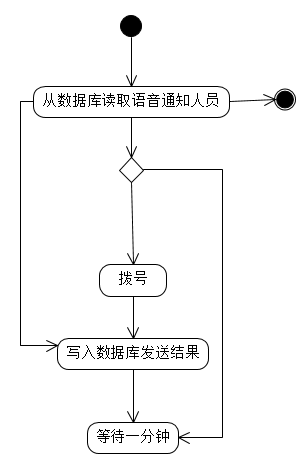 从数据库读取语音通知人员
拨号
写入数据库发送结果
等待一分钟